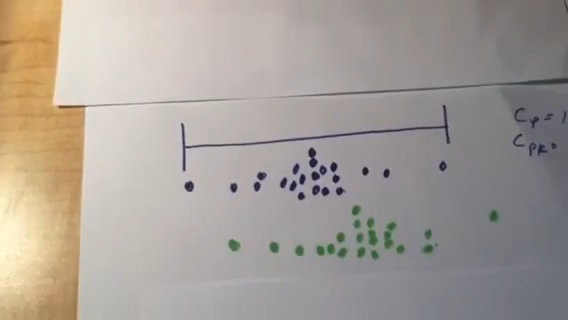 Cp = 1
Cpk=